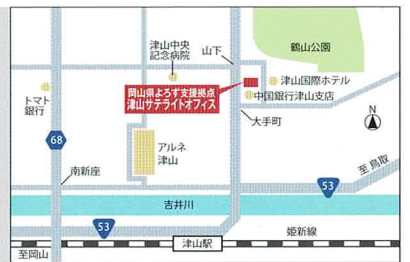 津山中央
記念病院
山下
鶴山公園
トマト
銀行
岡山県よろず支援拠点
津山サテライトオフィス
津山国際ホテル
中国銀行津山支店
大手町
N
68
アルネ
津山
南新座
至鳥取
53
吉井川
53
姫新線
津山駅
至岡山